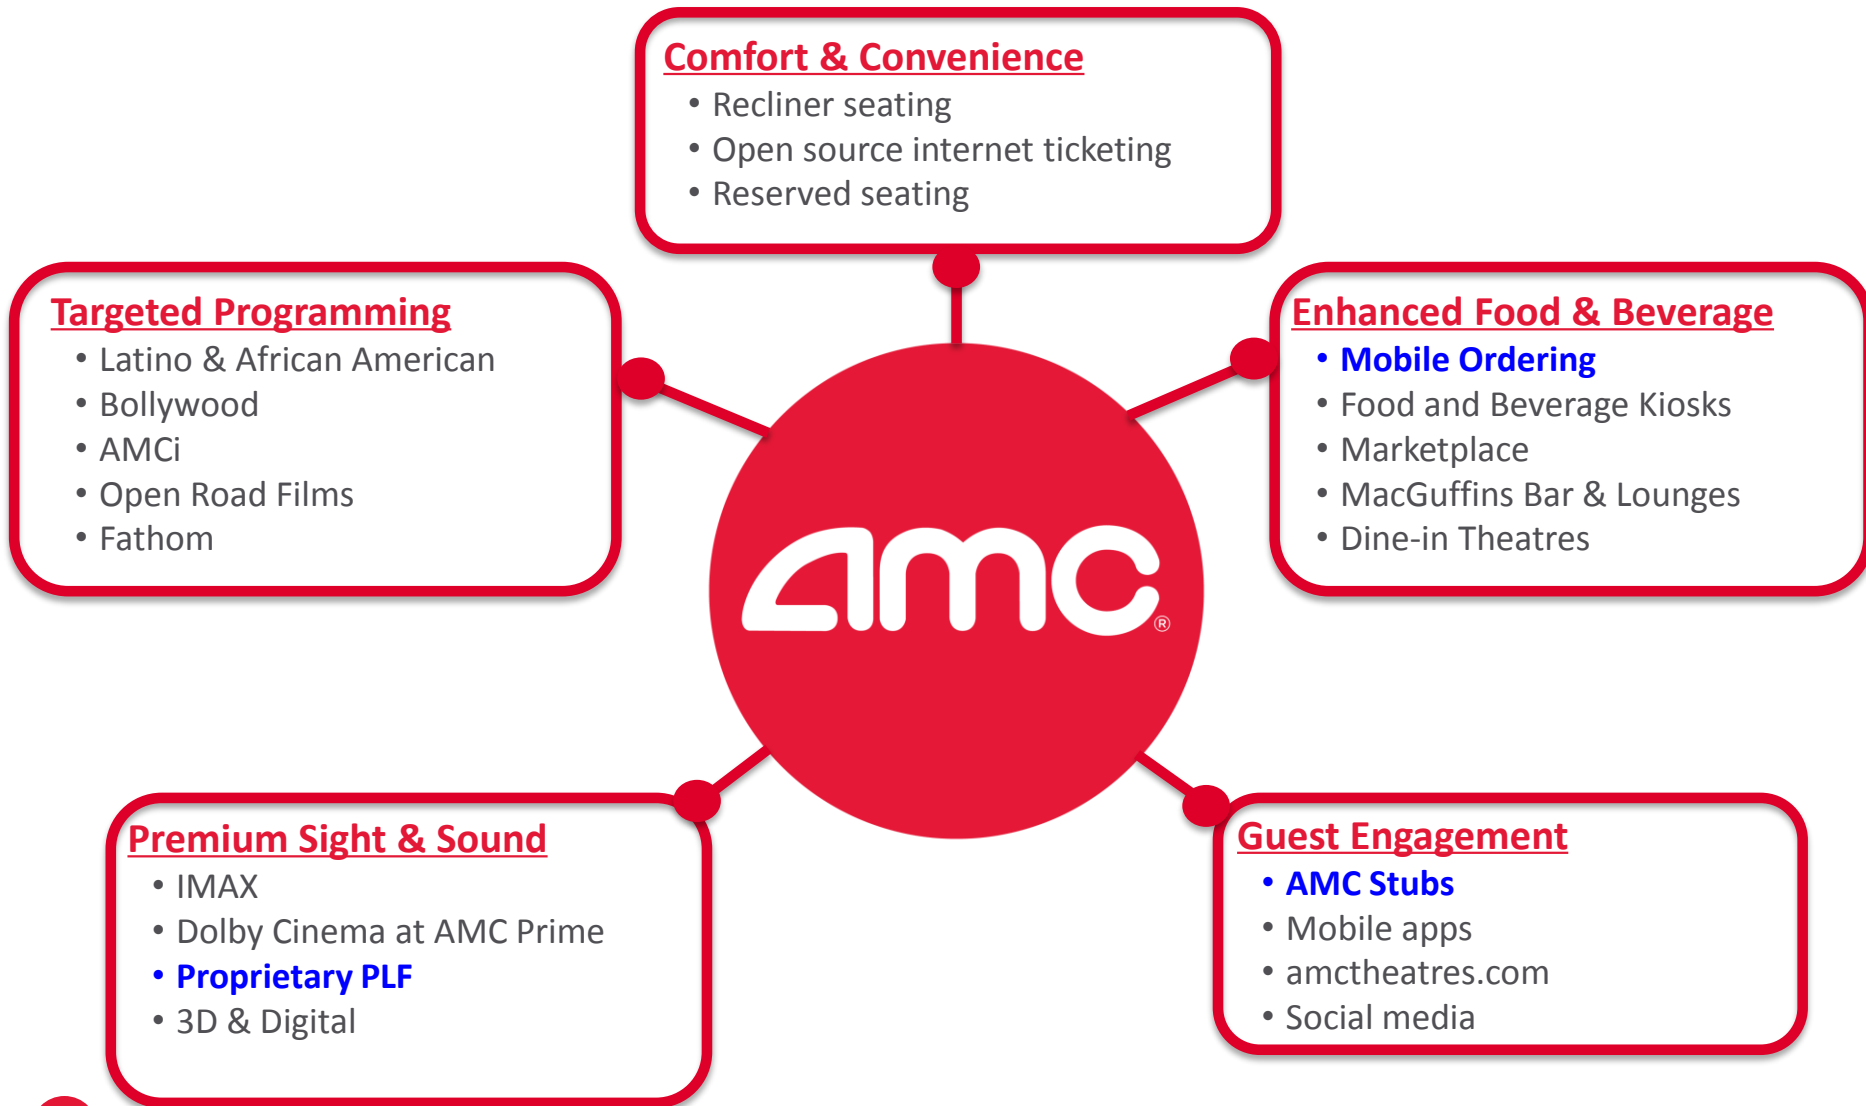 Comfort & Convenience
• Recliner seating
• Open source internet ticketing
• Reserved seating
Targeted Programming
• Latino & African American
• Bollywood
• AMCi
• Open Road Films
• Fathom
Enhanced Food & Beverage
• Mobile Ordering
• Food and Beverage Kiosks
• Marketplace
• MacGuffins Bar & Lounges
• Dine-in Theatres
amc®
Premium Sight & Sound
• IMAX
• Dolby Cinema at AMC Prime
• Proprietary PLF
• 3D & Digital
Guest Engagement
• AMC Stubs
• Mobile apps
• amctheatres.com
• Social media